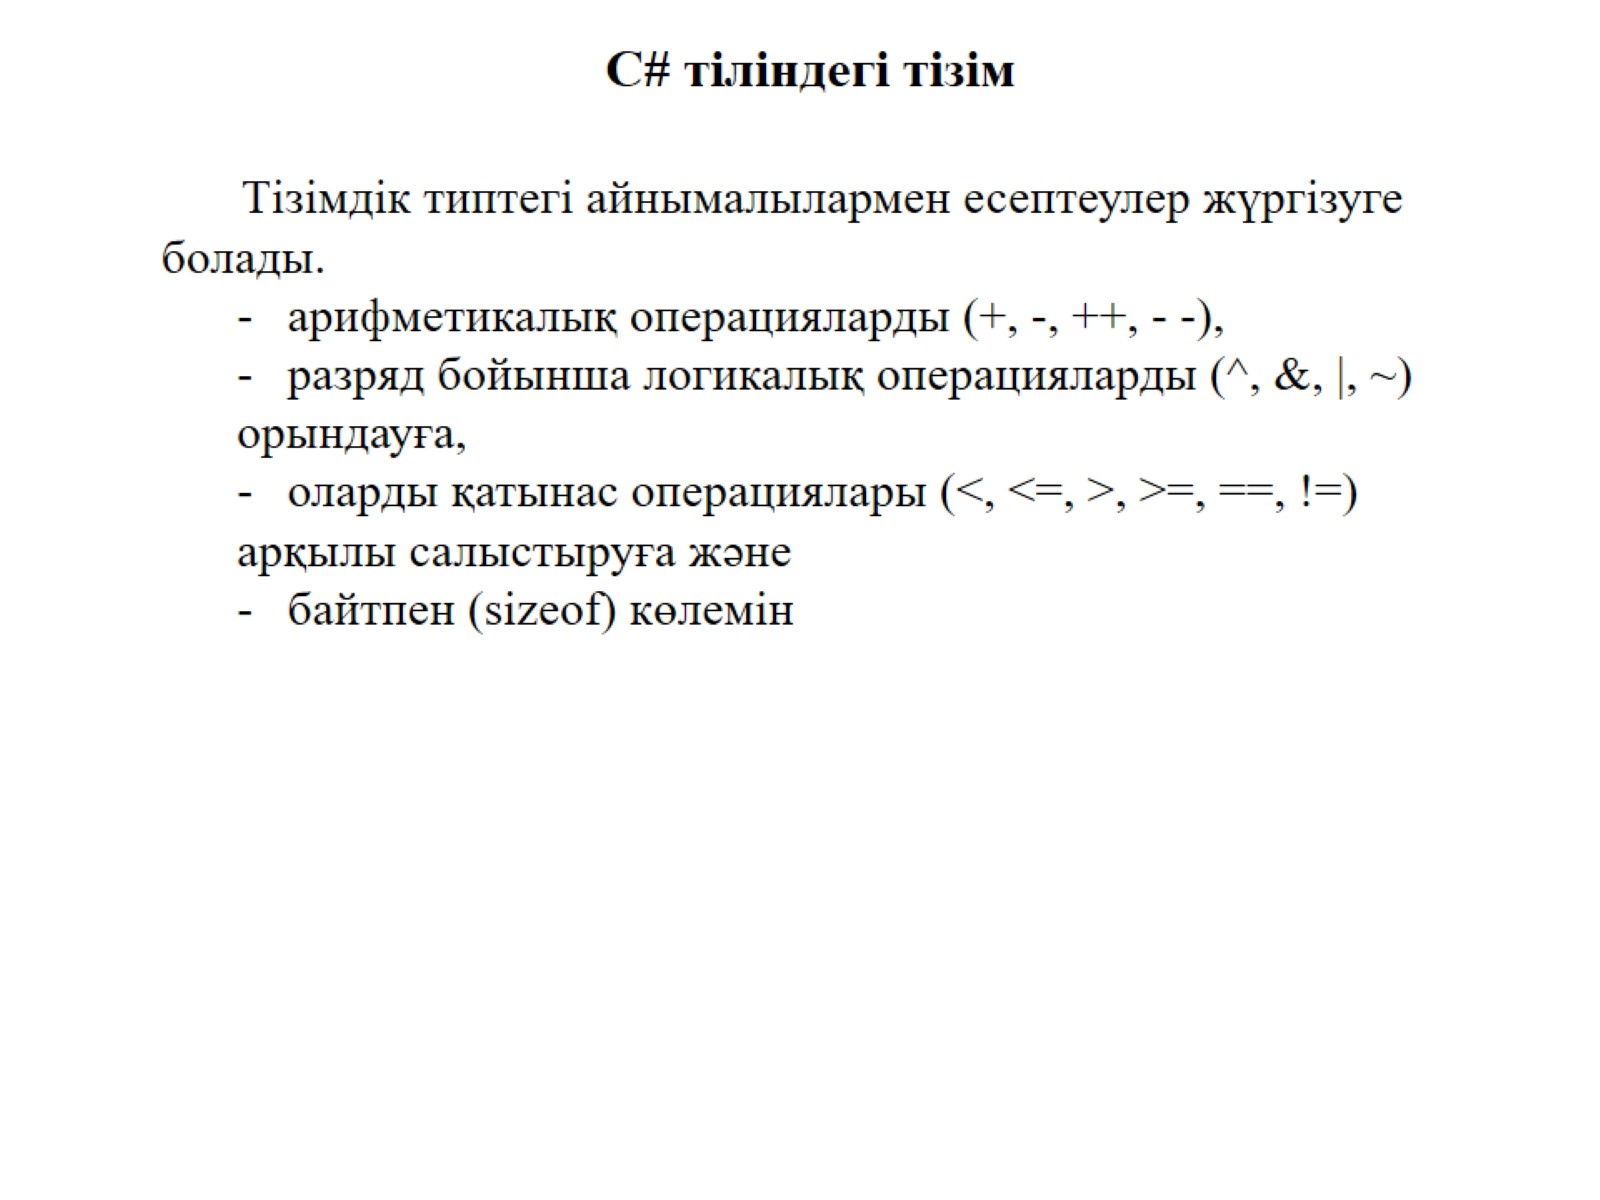 C# тіліндегі тізім
Тізімдік типтегі айнымалылармен есептеулер жүргізуге
болады.
- арифметикалық операцияларды (+, -, ++, - -),
- разряд бойынша логикалық операцияларды (^, &, |, ~)
орындауға,
- оларды қатынас операциялары (<, <=, >, >=, ==, !=)
арқылы салыстыруға және
- байтпен (sizeof) көлемін